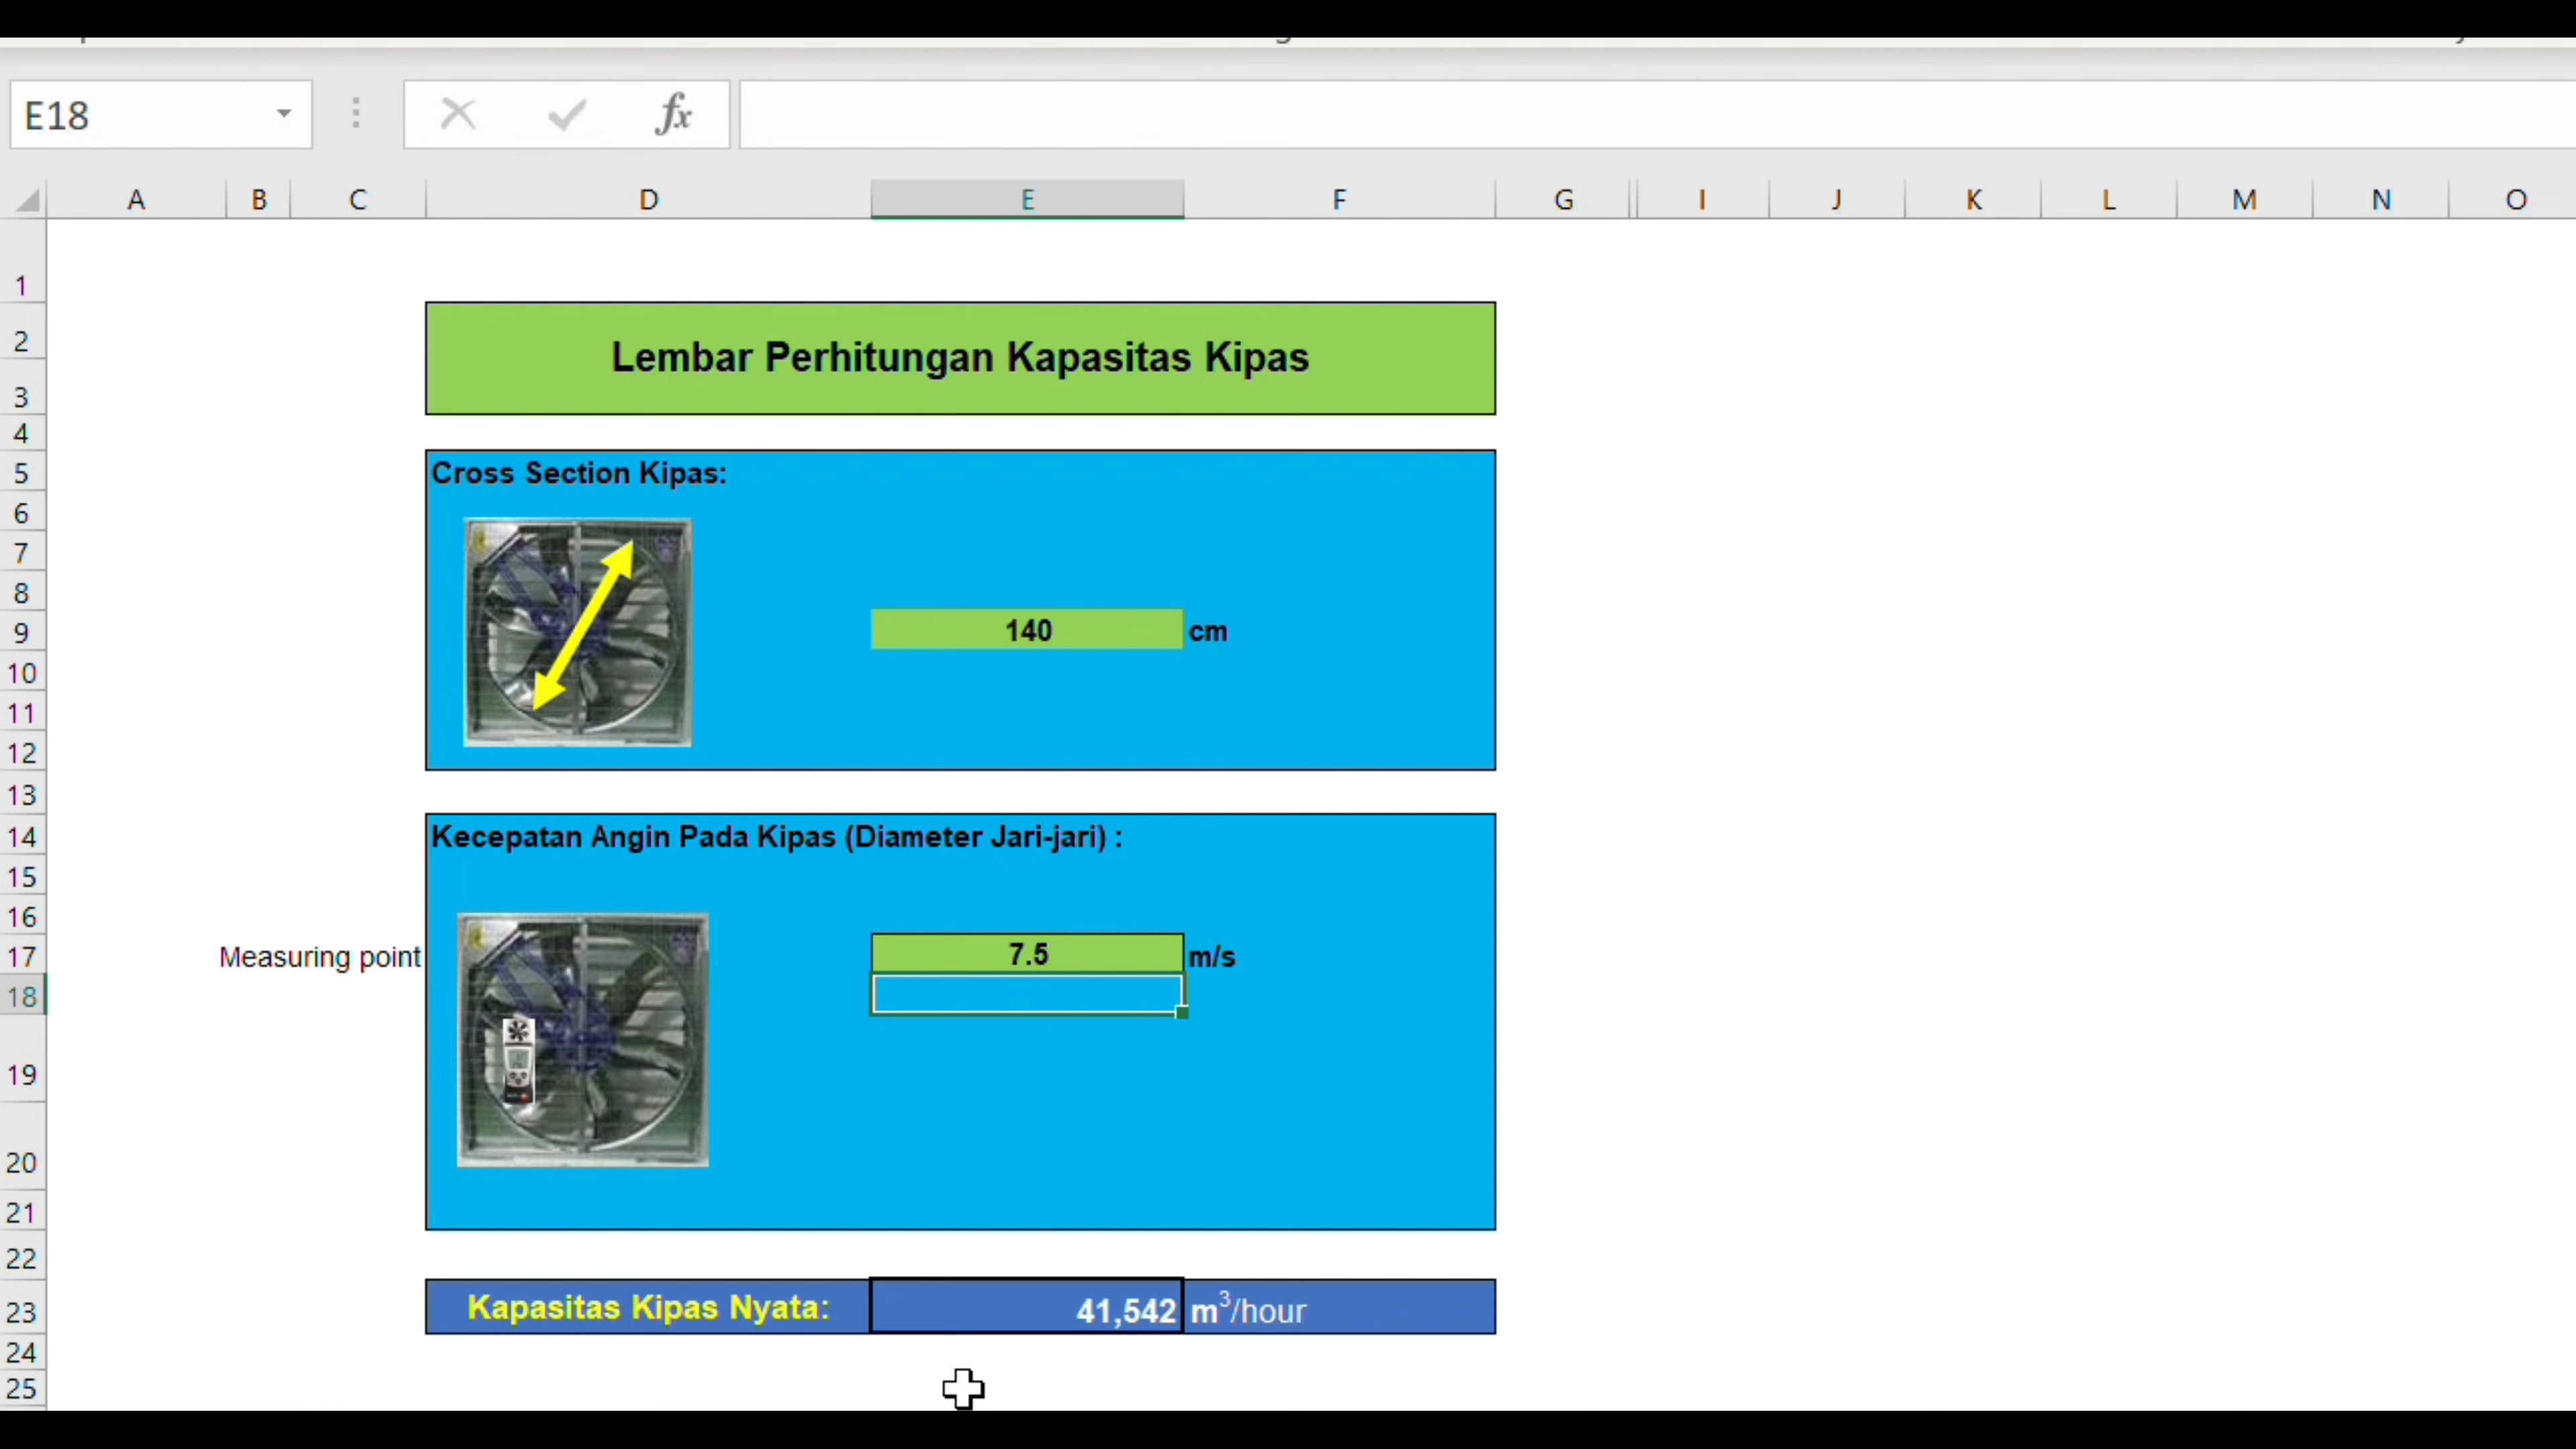 E18
fx
A B C D E F G I J K L M N O
1
2
Lembar Perhitungan Kapasitas Kipas
3
4
5 Cross Section Kipas:
6
7
8
9 140 cm
10
11
12
13
14 Kecepatan Angin Pada Kipas (Diameter Jari-jari) :
15
16
17 Measuring point 7.5 m/s
18
19
20
21
22
23 Kapasitas Kipas Nyata: 41,542 m³/hour
24
25